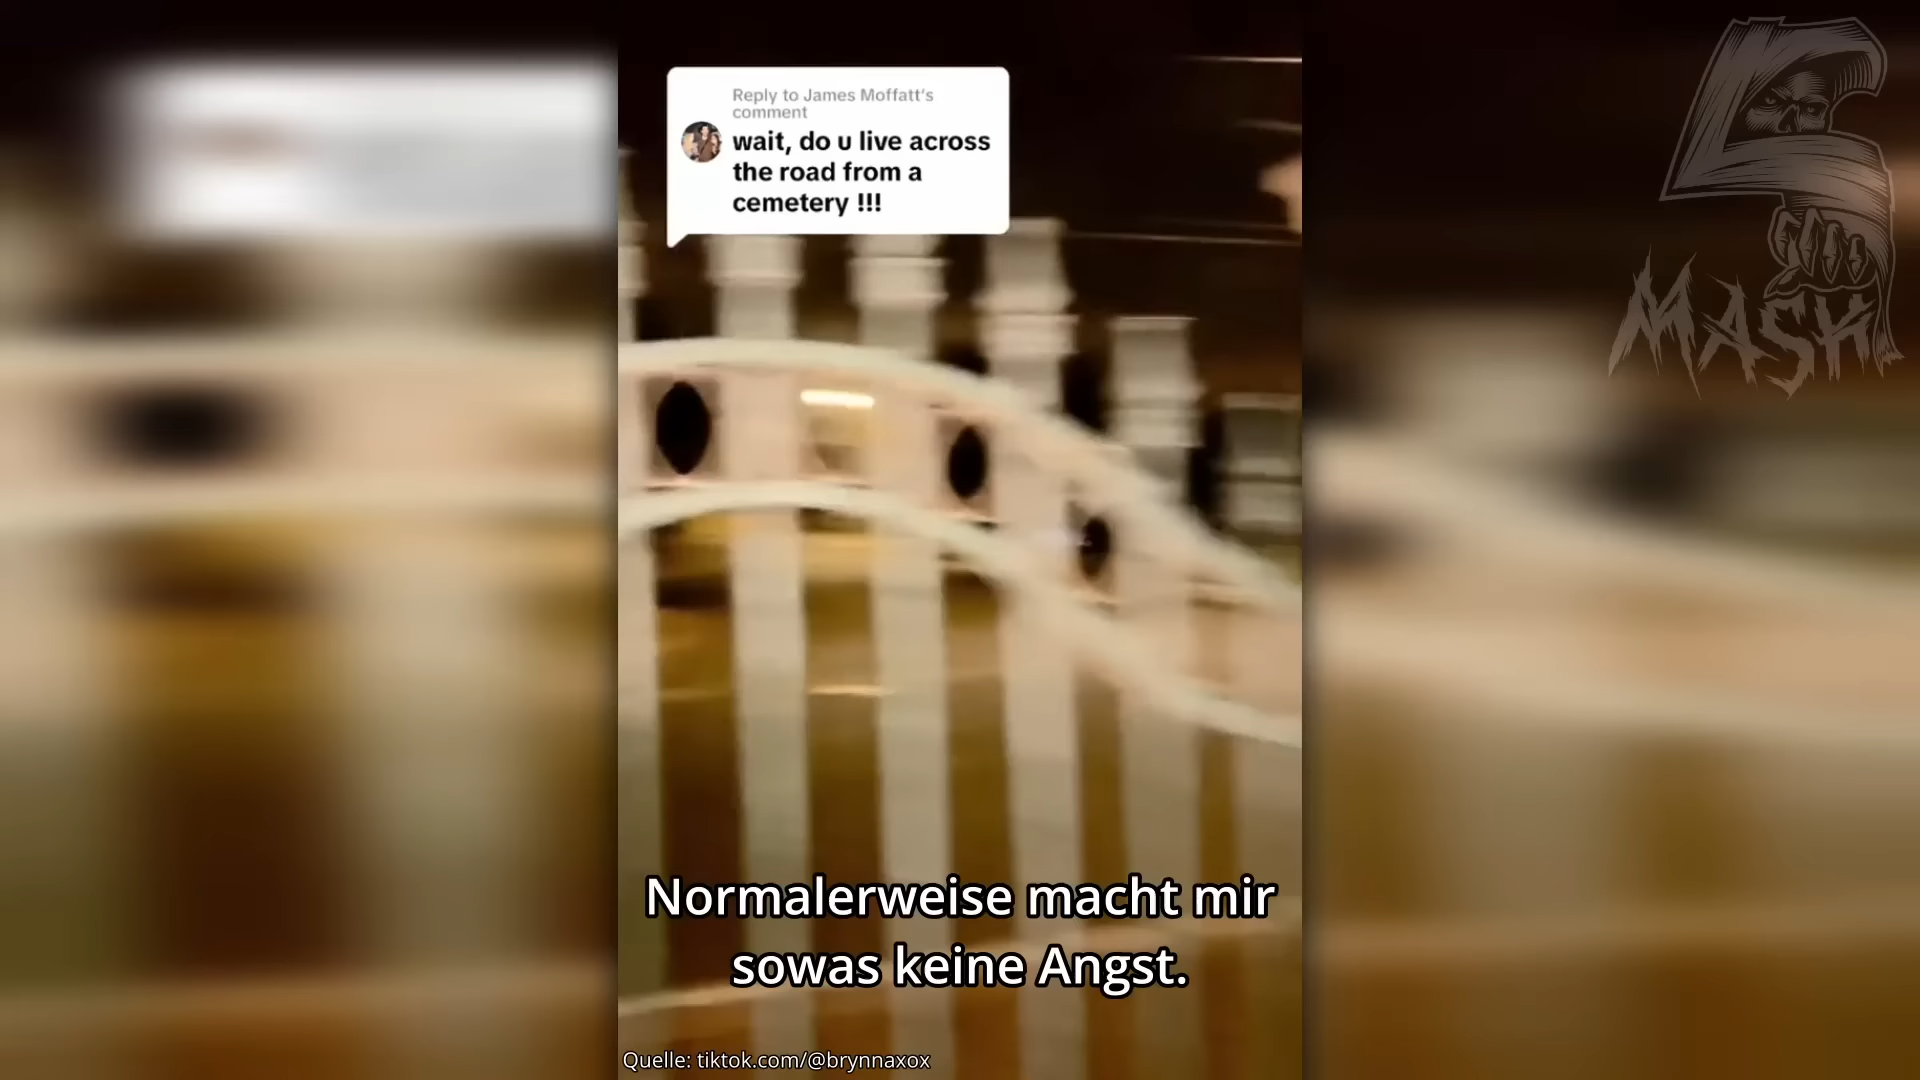 Reply to James Moffatt's
comment
wait, do u live across
the road from a
cemetery !!!
MASK
Normalerweise macht mir
sowas keine Angst.
Quelle: tiktok.com/@brynnaxox